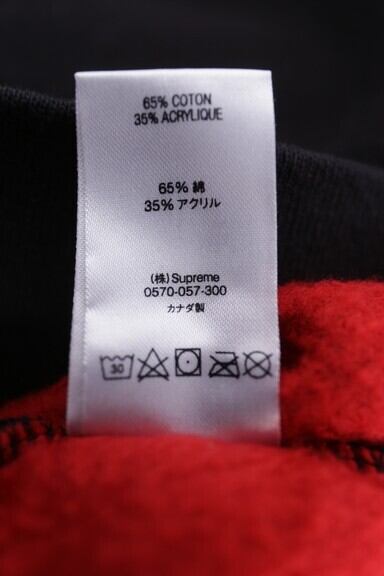 65% COTON
35% ACRYLIQUE
65% 綿
35% アクリル
(株) Supreme
0570-057-300
カナダ製
30